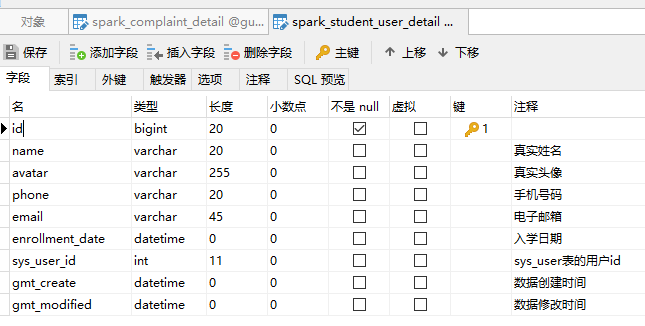 对象 spark_complaint_detail @gu... spark_student_user_detail ...
保存 添加字段 插入字段 删除字段 主键 上移 下移
字段 索引 外键 触发器 选项 注释 SQL 预览
名 类型 长度 小数点 不是 null 虚拟 键 注释
id bigint 20 0 1
name varchar 20 0 真实姓名
avatar varchar 255 0 真实头像
phone varchar 20 0 手机号码
email varchar 45 0 电子邮箱
enrollment_date datetime 0 0 入学日期
sys_user_id int 11 0 sys_user表的用户id
gmt_create datetime 0 0 数据创建时间
gmt_modified datetime 0 0 数据修改时间